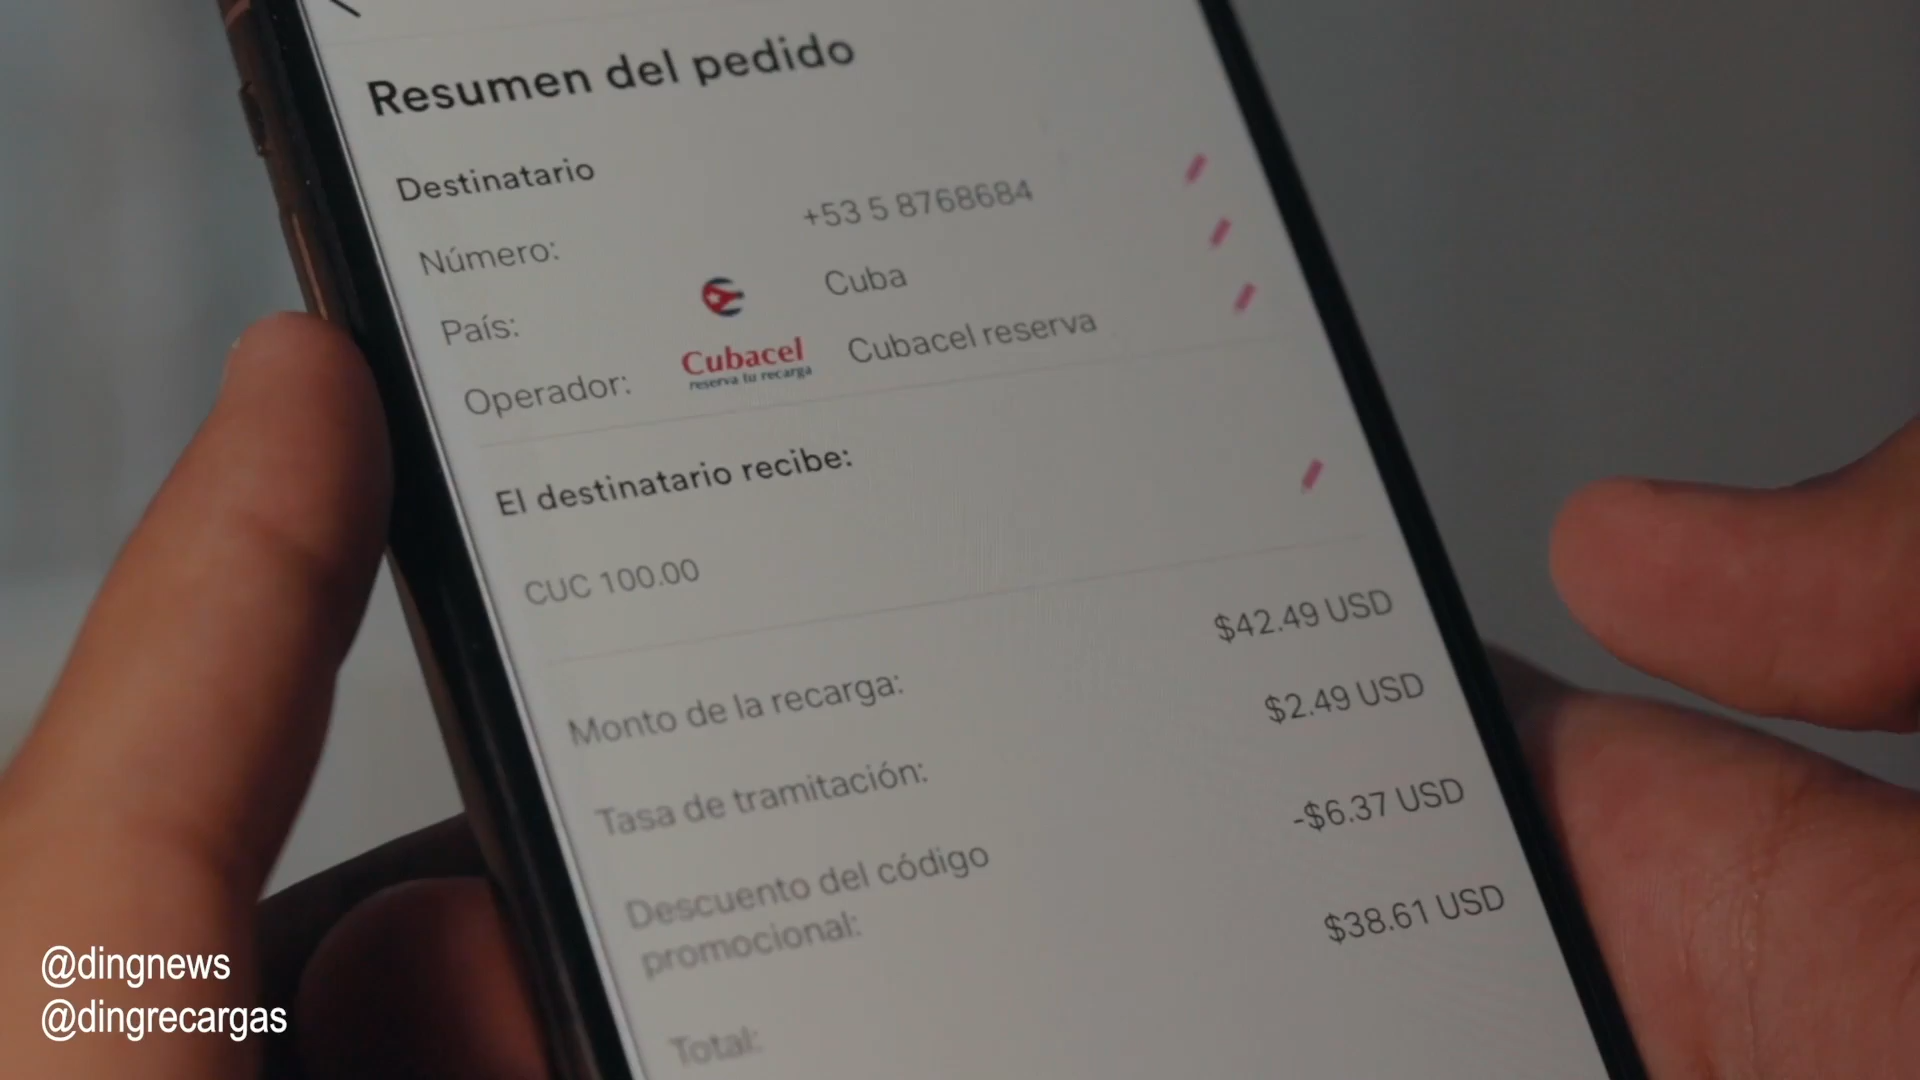 Resumen del pedido
Destinatario
Número: +53 5 8768684
País: Cuba
Operador: Cubacel reserva tu recarga Cubacel reserva
El destinatario recibe:
CUC 100.00
Monto de la recarga: $42.49 USD
Tasa de tramitación: $2.49 USD
Descuento del código promocional: -$6.37 USD
Total: $38.61 USD
@dingnews
@dingrecargas